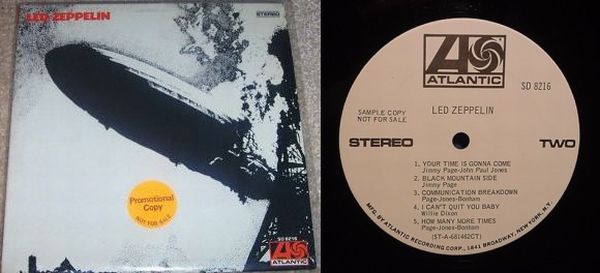 LED ZEPPELIN
STEREO
Promotional
Copy
NOT FOR SALE
SD 8216
ATLANTIC
ATLANTIC
SD 8216
SAMPLE COPY
NOT FOR SALE
LED ZEPPELIN
STEREO
TWO
1. YOUR TIME IS GONNA COME
Jimmy Page-John Paul Jones
2. BLACK MOUNTAIN SIDE
Jimmy Page
3. COMMUNICATION BREAKDOWN
Page-Jones-Bonham
4. I CAN'T QUIT YOU BABY
Willie Dixon
5. HOW MANY MORE TIMES
Page-Jones-Bonham
(ST-A-681462CT)
MFG. BY ATLANTIC RECORDING CORP., 1841 BROADWAY, NEW YORK, N.Y.